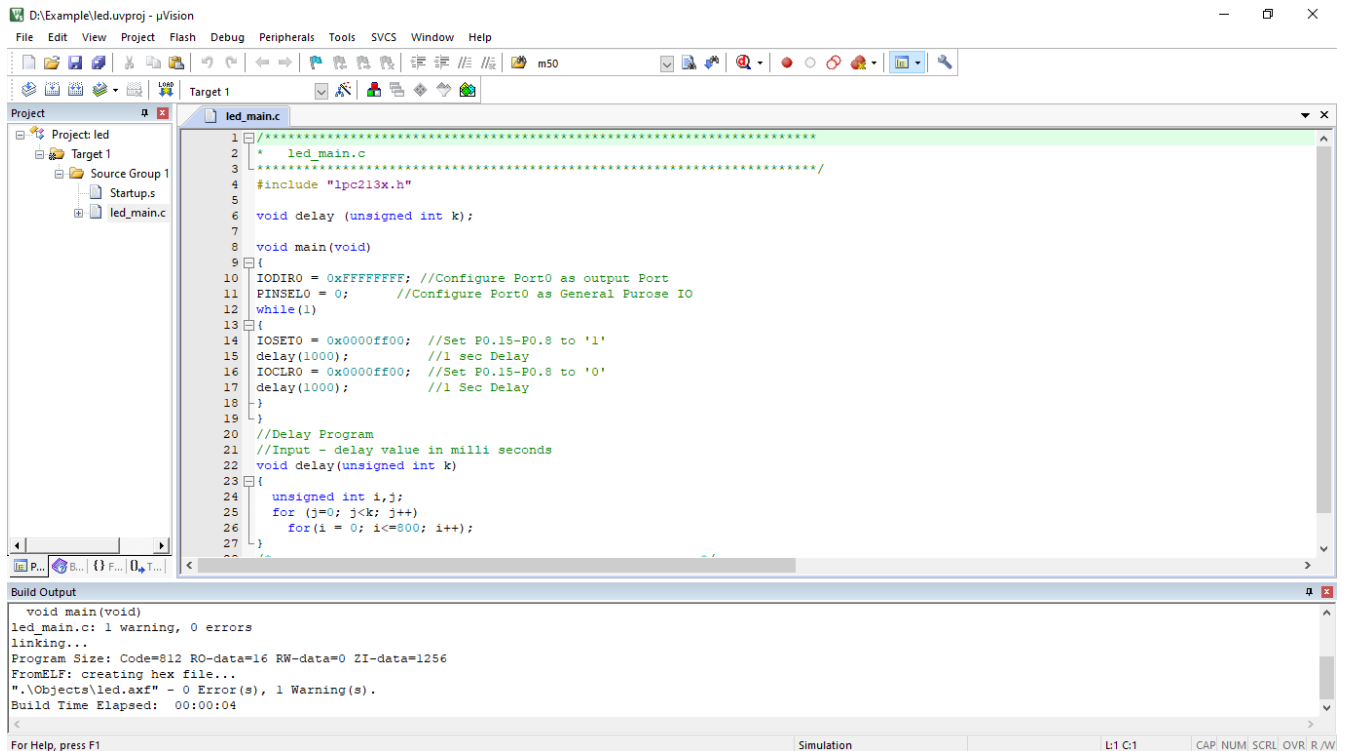 D:\Example\led.uvproj - µVision
File Edit View Project Flash Debug Peripherals Tools SVCS Window Help
m50
LOAD Target 1
Project
led_main.c
Project: led
Target 1
Source Group 1
Startup.s
led_main.c
1 /***********************************************************************
2 * led_main.c
3 ************************************************************************/
4 #include "lpc213x.h"
5
6 void delay (unsigned int k);
7
8 void main(void)
9 {
10 IODIR0 = 0xFFFFFFFF; //Configure Port0 as output Port
11 PINSEL0 = 0; //Configure Port0 as General Purose IO
12 while(1)
13 {
14 IOSET0 = 0x0000ff00; //Set P0.15-P0.8 to '1'
15 delay(1000); //1 sec Delay
16 IOCLR0 = 0x0000ff00; //Set P0.15-P0.8 to '0'
17 delay(1000); //1 Sec Delay
18 }
19 }
20 //Delay Program
21 //Input - delay value in milli seconds
22 void delay(unsigned int k)
23 {
24 unsigned int i,j;
25 for (j=0; j<k; j++)
26 for(i = 0; i<=800; i++);
27 }
P... B... {} F... 0 T...
Build Output
void main(void)
led_main.c: 1 warning, 0 errors
linking...
Program Size: Code=812 RO-data=16 RW-data=0 ZI-data=1256
FromELF: creating hex file...
".\Objects\led.axf" - 0 Error(s), 1 Warning(s).
Build Time Elapsed: 00:00:04
For Help, press F1 Simulation L:1 C:1 CAP NUM SCRL OVR R/W